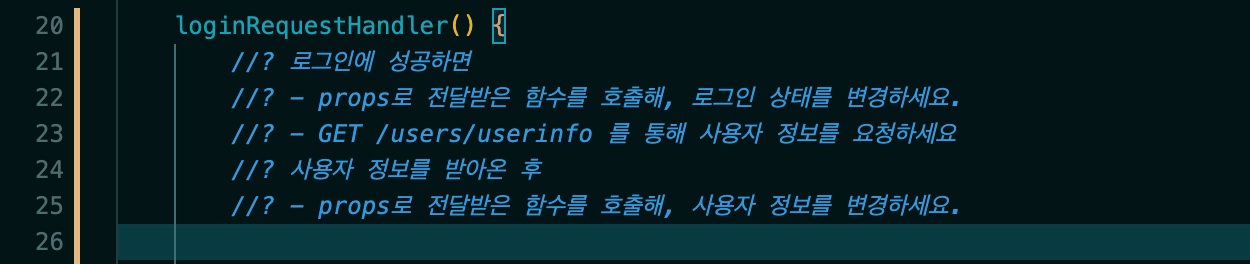 20 loginRequestHandler() {
21 //? 로그인에 성공하면
22 //? - props로 전달받은 함수를 호출해, 로그인 상태를 변경하세요.
23 //? - GET /users/userinfo 를 통해 사용자 정보를 요청하세요
24 //? 사용자 정보를 받아온 후
25 //? - props로 전달받은 함수를 호출해, 사용자 정보를 변경하세요.
26